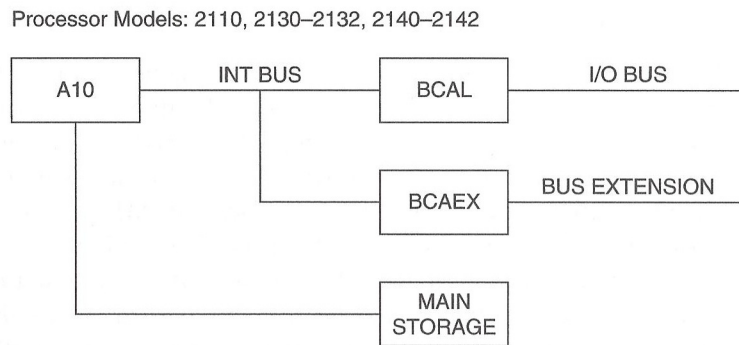 Processor Models: 2110, 2130–2132, 2140–2142
A10
INT BUS
BCAL
I/O BUS
BCAEX
BUS EXTENSION
MAIN
STORAGE